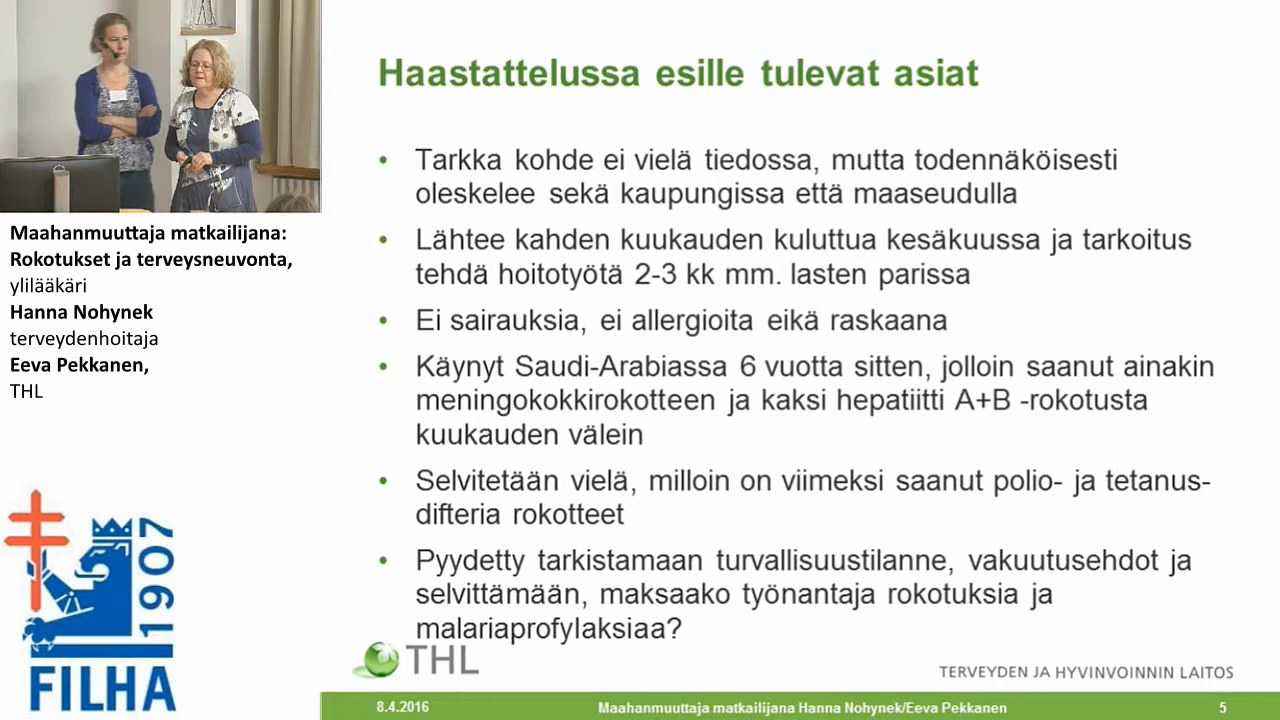 Haastattelussa esille tulevat asiat
• Tarkka kohde ei vielä tiedossa, mutta todennäköisesti
oleskelee sekä kaupungissa että maaseudulla
• Lähtee kahden kuukauden kuluttua kesäkuussa ja tarkoitus
tehdä hoitotyötä 2-3 kk mm. lasten parissa
• Ei sairauksia, ei allergioita eikä raskaana
• Käynyt Saudi-Arabiassa 6 vuotta sitten, jolloin saanut ainakin
meningokokkirokotteen ja kaksi hepatiitti A+B -rokotusta
kuukauden välein
• Selvitetään vielä, milloin on viimeksi saanut polio- ja tetanus-
difteria rokotteet
• Pyydetty tarkistamaan turvallisuustilanne, vakuutusehdot ja
selvittämään, maksaako työnantaja rokotuksia ja
malariaprofylaksiaa?
THL
TERVEYDEN JA HYVINVOINNIN LAITOS
8.4.2016
Maahanmuuttaja matkailijana Hanna Nohynek/Eeva Pekkanen
5
Maahanmuuttaja matkailijana:
Rokotukset ja terveysneuvonta,
ylilääkäri
Hanna Nohynek
terveydenhoitaja
Eeva Pekkanen,
THL
1907
FILHA